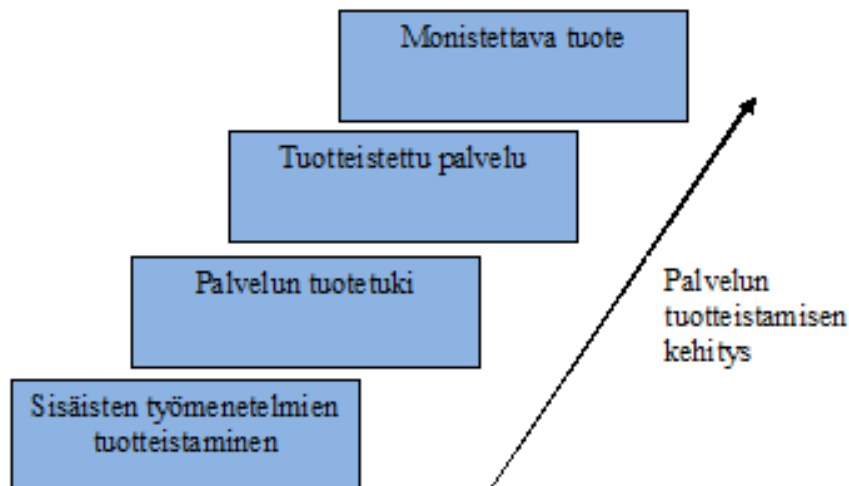 Monistettava tuote
Tuotteistettu palvelu
Palvelun tuotetuki
Sisäisten työmenetelmien
tuotteistaminen
Palvelun
tuotteistamisen
kehitys